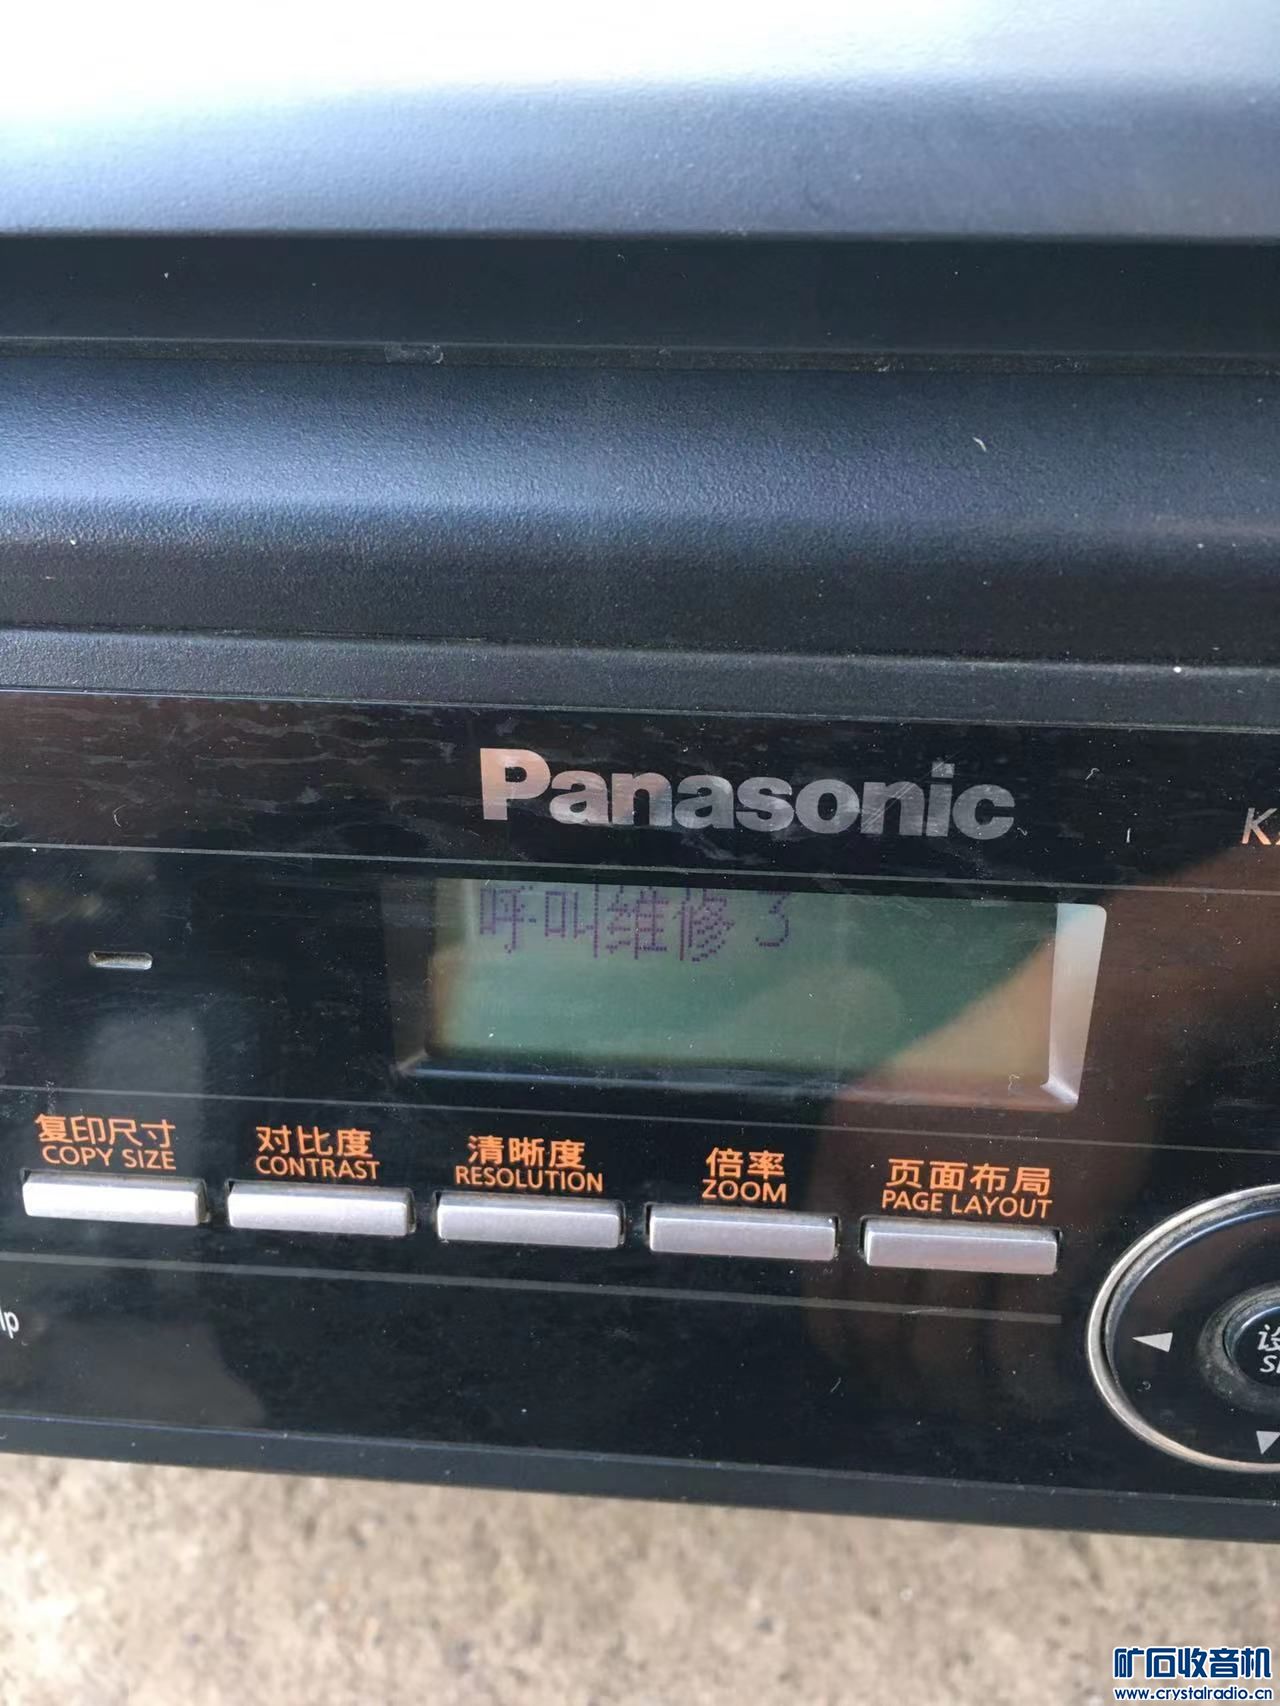 Panasonic
呼叫维修 3
复印尺寸
COPY SIZE
对比度
CONTRAST
清晰度
RESOLUTION
倍率
ZOOM
页面布局
PAGE LAYOUT
矿石收音机
www.crystalradio.cn